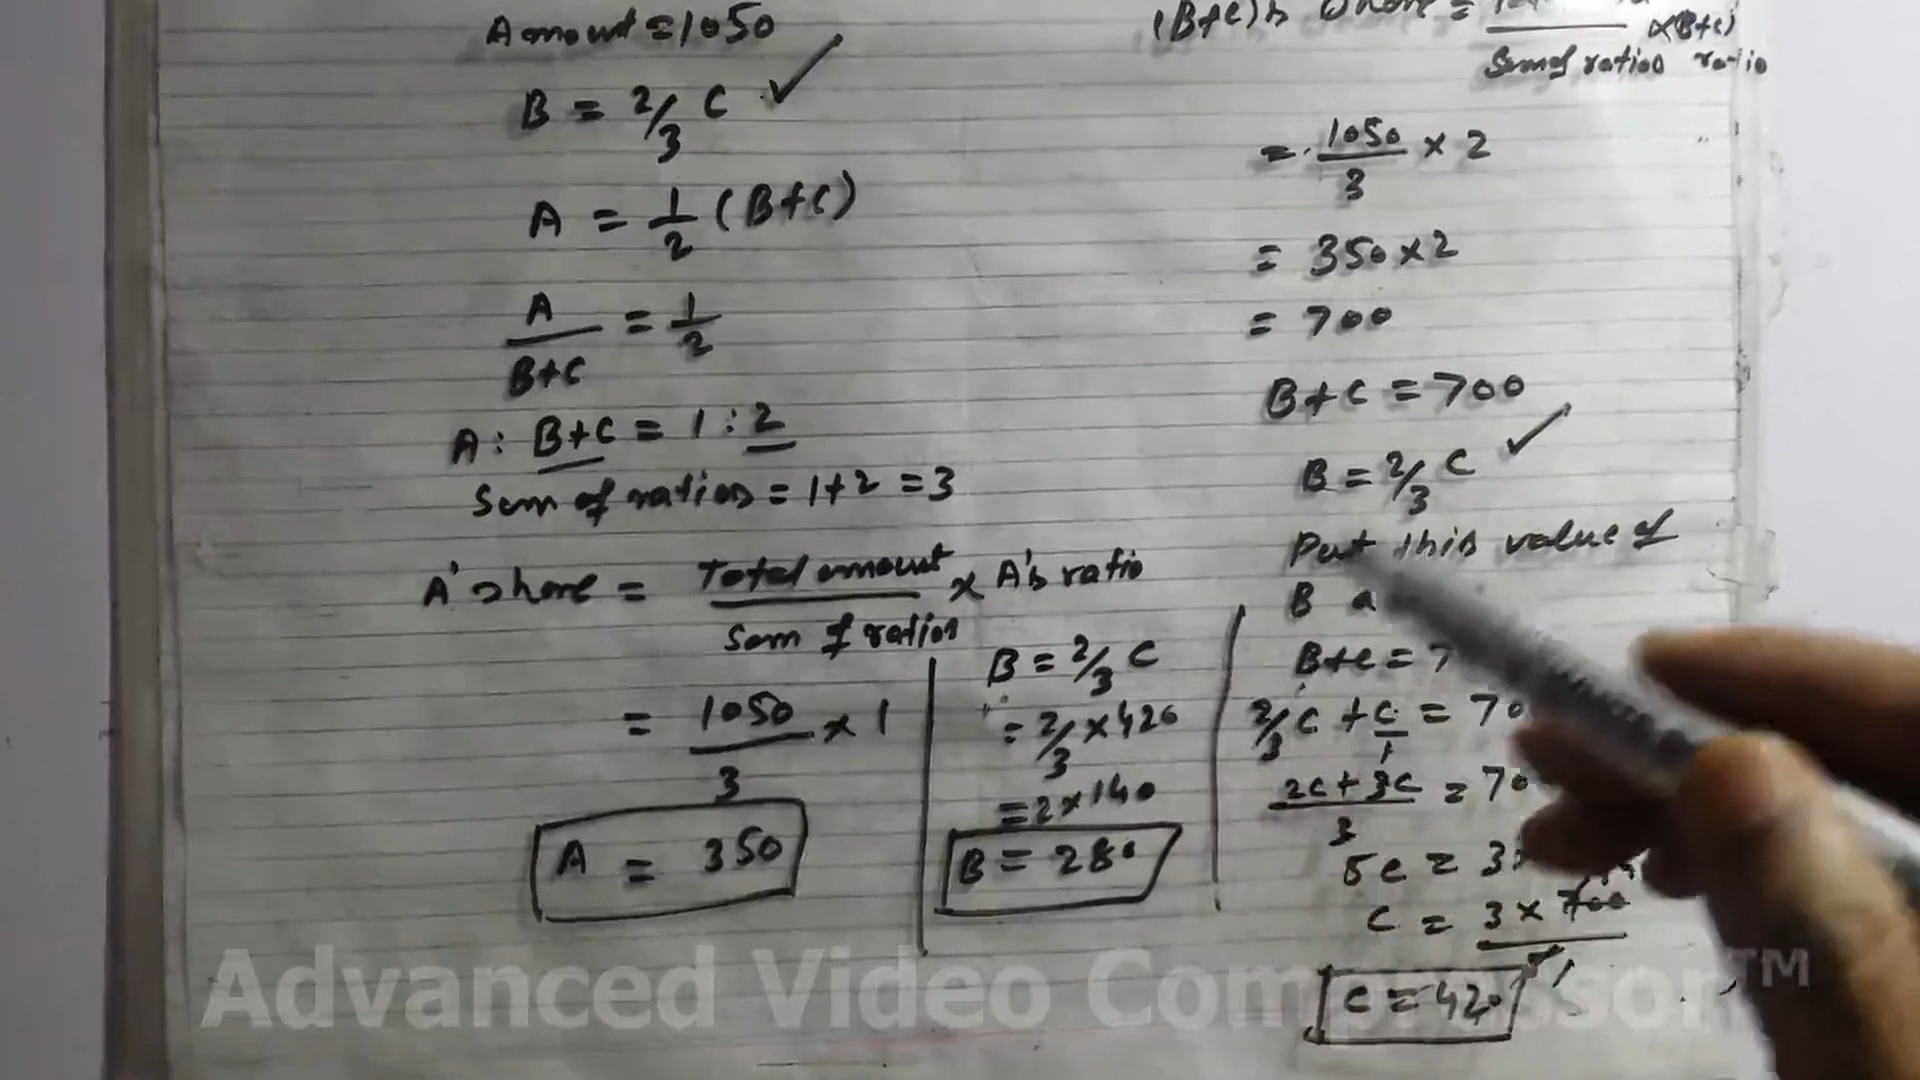 Amount = 1050
B = 2/3 C ✓
A = 1/2 (B+C)
A/B+C = 1/2
A : B+C = 1 : 2
Sum of ratios = 1+2 = 3
A's share = Total amount / Sum of ratios × A's ratio
= 1050/3 × 1
A = 350
B = 2/3 C
= 2/3 × 420
= 2 × 140
B = 280
(B+C)'s share = / Sum of ratios × (B+C) ratio
= 1050/3 × 2
= 350 × 2
= 700
B+C = 700
B = 2/3 C ✓
Put this value of
B
B+C = 7
2/3 C + C/1 = 70
2C + 3C / 3 = 70
5C = 3×
C = 3 × 700 / 5
C = 420
Advanced Video Compressor™